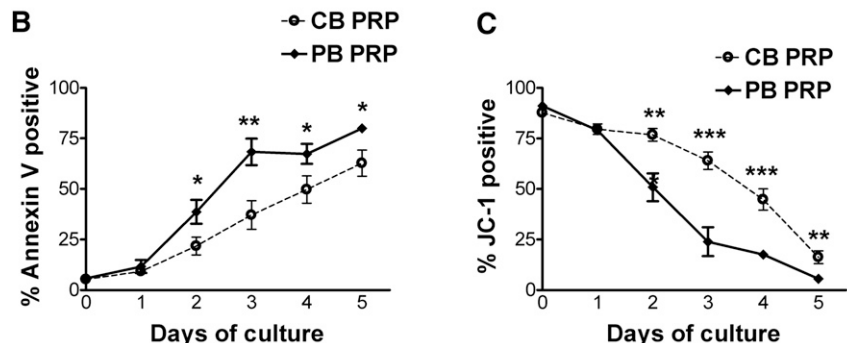 B
CB PRP
PB PRP
% Annexin V positive
100
75
50
25
0
* ** * *
0 1 2 3 4 5
Days of culture
C
CB PRP
PB PRP
% JC-1 positive
100
75
50
25
0
** *** *** **
*
0 1 2 3 4 5
Days of culture